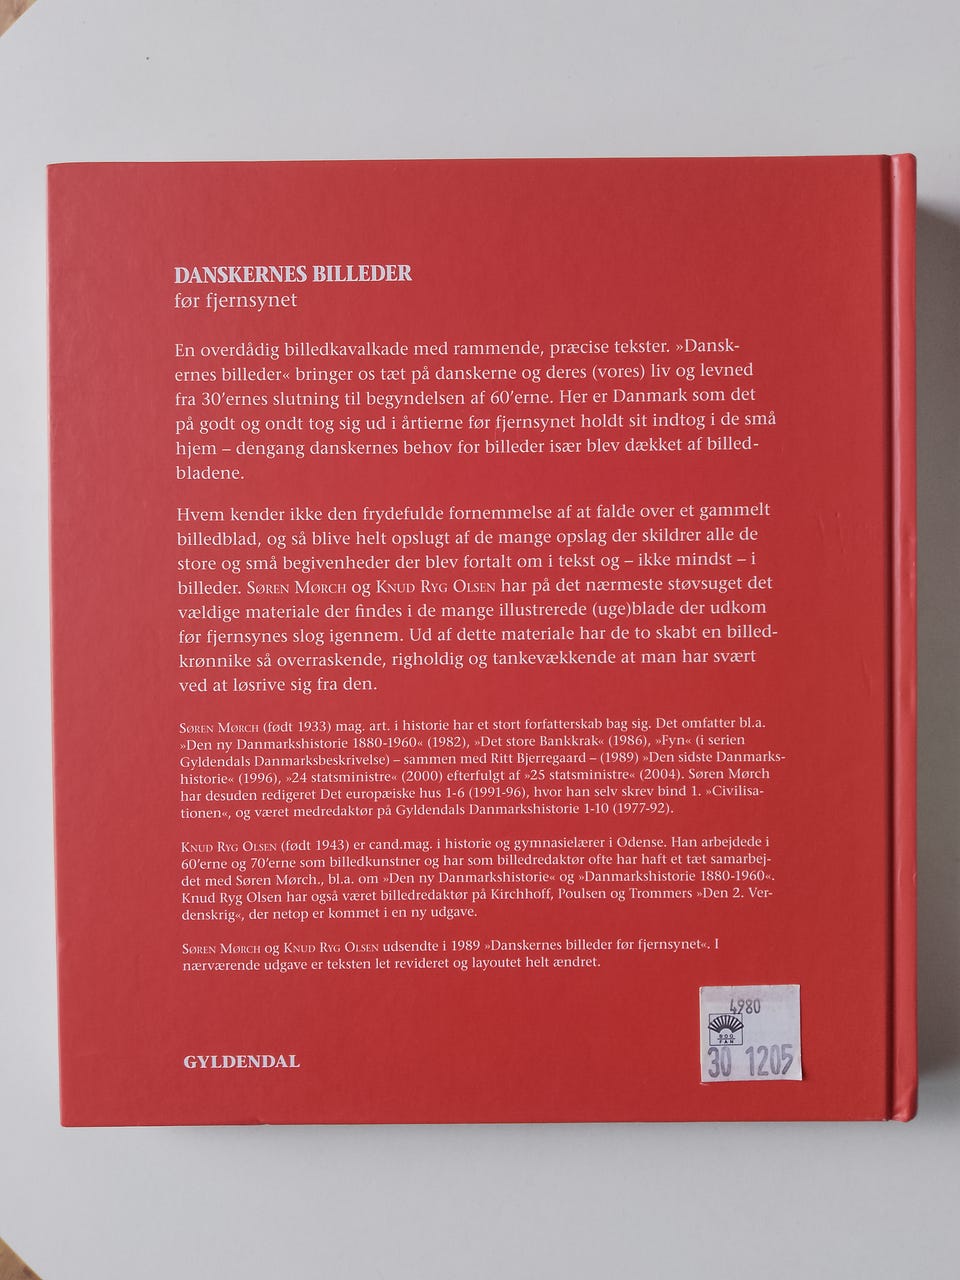 DANSKERNES BILLEDER
før fjernsynet
En overdådig billedkavalkade med rammende, præcise tekster. »Dansk-
ernes billeder« bringer os tæt på danskerne og deres (vores) liv og levned
fra 30’ernes slutning til begyndelsen af 60’erne. Her er Danmark som det
på godt og ondt tog sig ud i årtierne før fjernsynet holdt sit indtog i de små
hjem – dengang danskernes behov for billeder især blev dækket af billed-
bladene.
Hvem kender ikke den frydefulde fornemmelse af at falde over et gammelt
billedblad, og så blive helt opslugt af de mange opslag der skildrer alle de
store og små begivenheder der blev fortalt om i tekst og – ikke mindst – i
billeder. SØREN MØRCH og KNUD RYG OLSEN har på det nærmeste støvsuget det
vældige materiale der findes i de mange illustrerede (uge)blade der udkom
før fjernsynes slog igennem. Ud af dette materiale har de to skabt en billed-
krønnike så overraskende, righoldig og tankevækkende at man har svært
ved at løsrive sig fra den.
SØREN MØRCH (født 1933) mag. art. i historie har et stort forfatterskab bag sig. Det omfatter bl.a.
»Den ny Danmarkshistorie 1880-1960« (1982), »Det store Bankkrak« (1986), »Fyn« (i serien
Gyldendals Danmarksbeskrivelse) – sammen med Ritt Bjerregaard – (1989) »Den sidste Danmarks-
historie« (1996), »24 statsministre« (2000) efterfulgt af »25 statsministre« (2004). Søren Mørch
har desuden redigeret Det europæiske hus 1-6 (1991-96), hvor han selv skrev bind 1. »Civilisa-
tionen«, og været medredaktør på Gyldendals Danmarkshistorie 1-10 (1977-92).
KNUD RYG OLSEN (født 1943) er cand.mag. i historie og gymnasielærer i Odense. Han arbejdede i
60’erne og 70’erne som billedkunstner og har som billedredaktør ofte har haft et tæt samarbej-
det med Søren Mørch., bl.a. om »Den ny Danmarkshistorie« og »Danmarkshistorie 1880-1960«.
Knud Ryg Olsen har også været billedredaktør på Kirchhoff, Poulsen og Trommers »Den 2. Ver-
denskrig«, der netop er kommet i en ny udgave.
SØREN MØRCH og KNUD RYG OLSEN udsendte i 1989 »Danskernes billeder før fjernsynet«. I
nærværende udgave er teksten let revideret og layoutet helt ændret.
GYLDENDAL
4980
BOG
FAN
30 1205